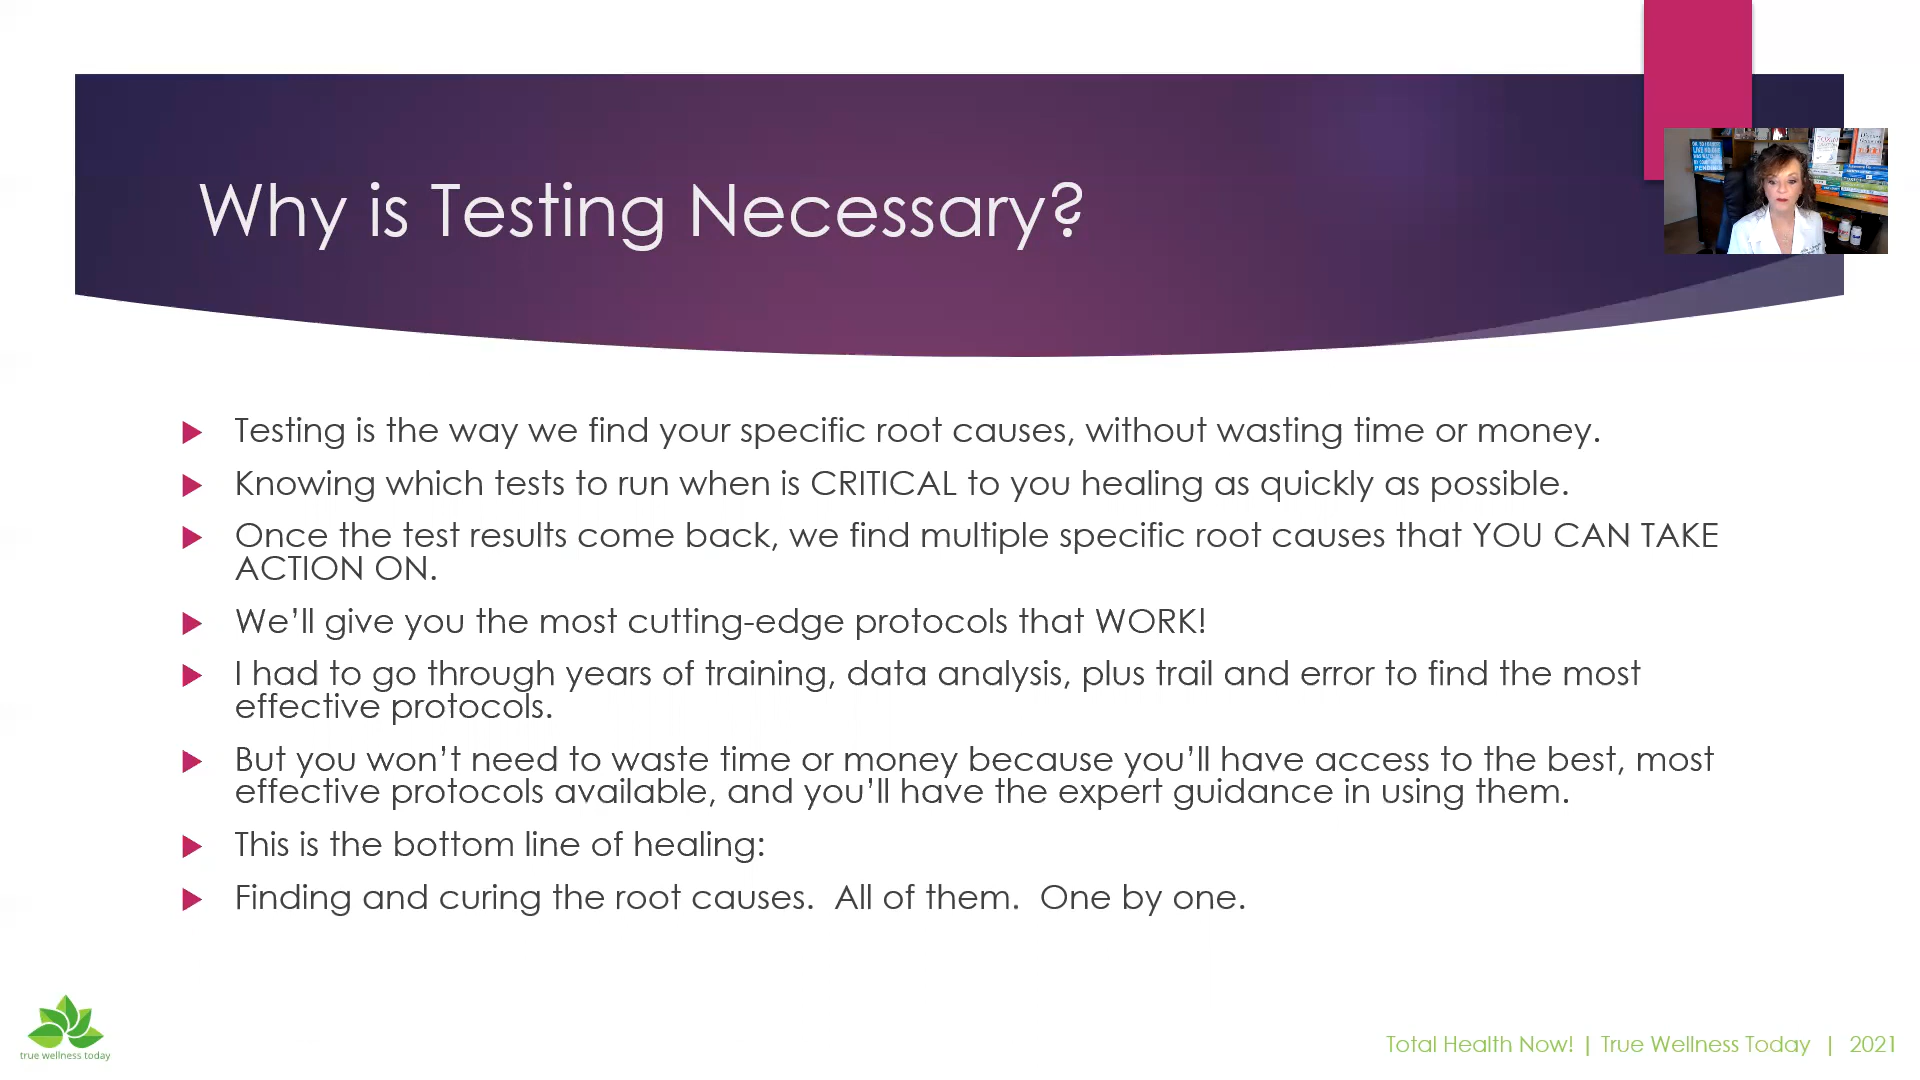 Why is Testing Necessary?
Testing is the way we find your specific root causes, without wasting time or money.
Knowing which tests to run when is CRITICAL to you healing as quickly as possible.
Once the test results come back, we find multiple specific root causes that YOU CAN TAKE
ACTION ON.
We’ll give you the most cutting-edge protocols that WORK!
I had to go through years of training, data analysis, plus trail and error to find the most
effective protocols.
But you won’t need to waste time or money because you’ll have access to the best, most
effective protocols available, and you’ll have the expert guidance in using them.
This is the bottom line of healing:
Finding and curing the root causes.  All of them.  One by one.
true wellness today
Total Health Now! | True Wellness Today | 2021